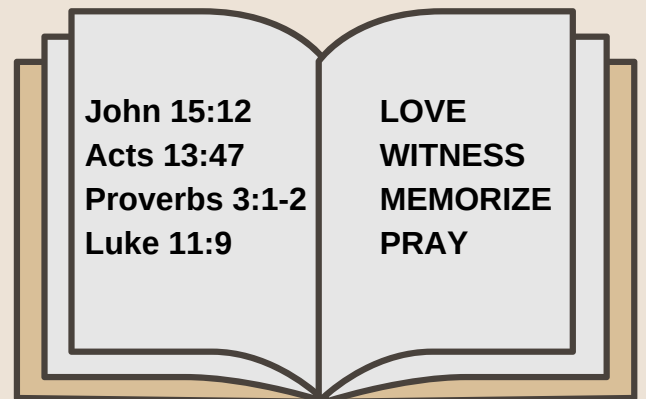 John 15:12
Acts 13:47
Proverbs 3:1-2
Luke 11:9
LOVE
WITNESS
MEMORIZE
PRAY